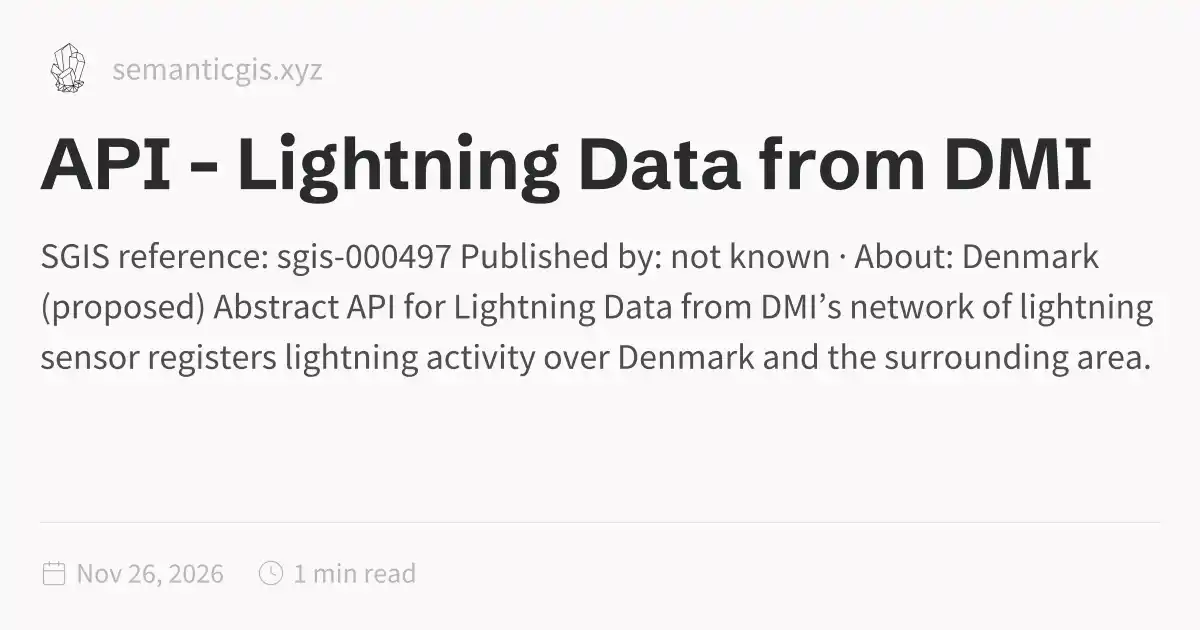 semanticgis.xyz
API – Lightning Data from DMI
SGIS reference: sgis-000497 Published by: not known · About: Denmark
(proposed) Abstract API for Lightning Data from DMI’s network of lightning
sensor registers lightning activity over Denmark and the surrounding area.
Nov 26, 2026
1 min read